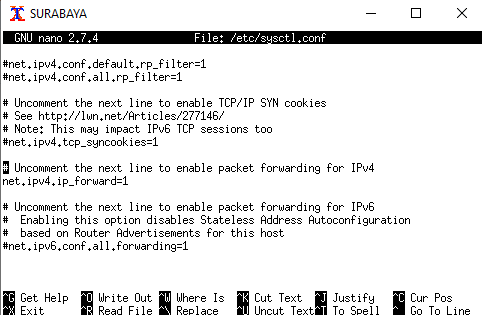 SURABAYA
GNU nano 2.7.4 File: /etc/sysctl.conf
#net.ipv4.conf.default.rp_filter=1
#net.ipv4.conf.all.rp_filter=1
# Uncomment the next line to enable TCP/IP SYN cookies
# See http://lwn.net/Articles/277146/
# Note: This may impact IPv6 TCP sessions too
#net.ipv4.tcp_syncookies=1
# Uncomment the next line to enable packet forwarding for IPv4
net.ipv4.ip_forward=1
# Uncomment the next line to enable packet forwarding for IPv6
#  Enabling this option disables Stateless Address Autoconfiguration
#  based on Router Advertisements for this host
#net.ipv6.conf.all.forwarding=1
^G Get Help ^O Write Out ^W Where Is ^K Cut Text ^J Justify ^C Cur Pos
^X Exit ^R Read File ^\ Replace ^U Uncut Text ^T To Spell ^_ Go To Line